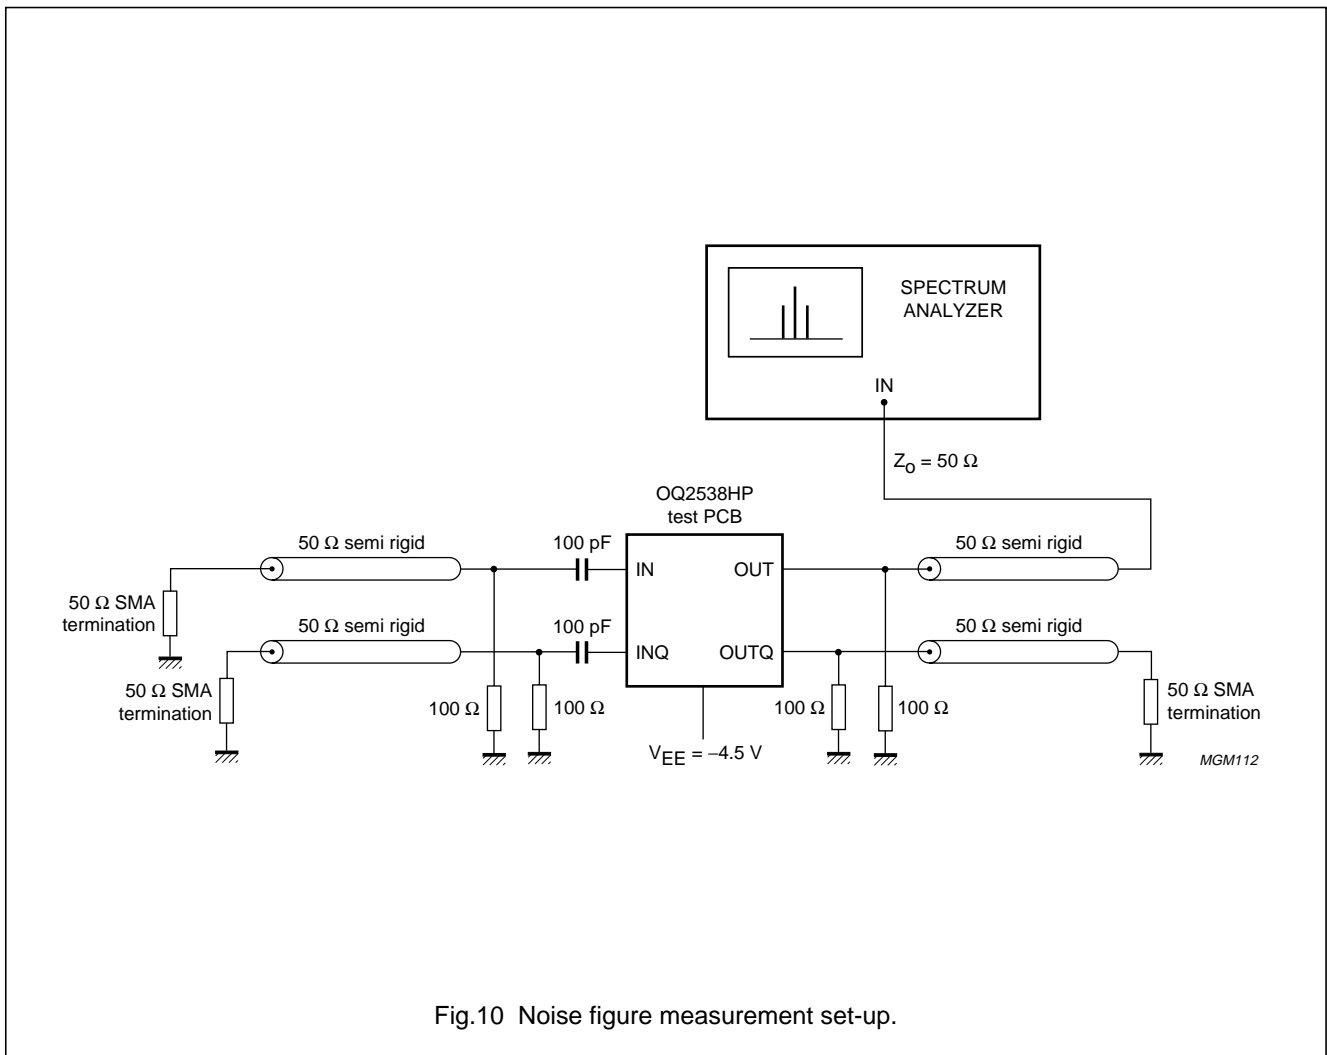 SPECTRUM
ANALYZER
IN
Zo = 50 Ω
OQ2538HP
test PCB
50 Ω semi rigid
100 pF
IN
OUT
50 Ω semi rigid
50 Ω SMA
termination
50 Ω semi rigid
100 pF
INQ
OUTQ
50 Ω semi rigid
50 Ω SMA
termination
100 Ω
100 Ω
100 Ω
100 Ω
50 Ω SMA
termination
VEE = −4.5 V
MGM112
Fig.10 Noise figure measurement set-up.